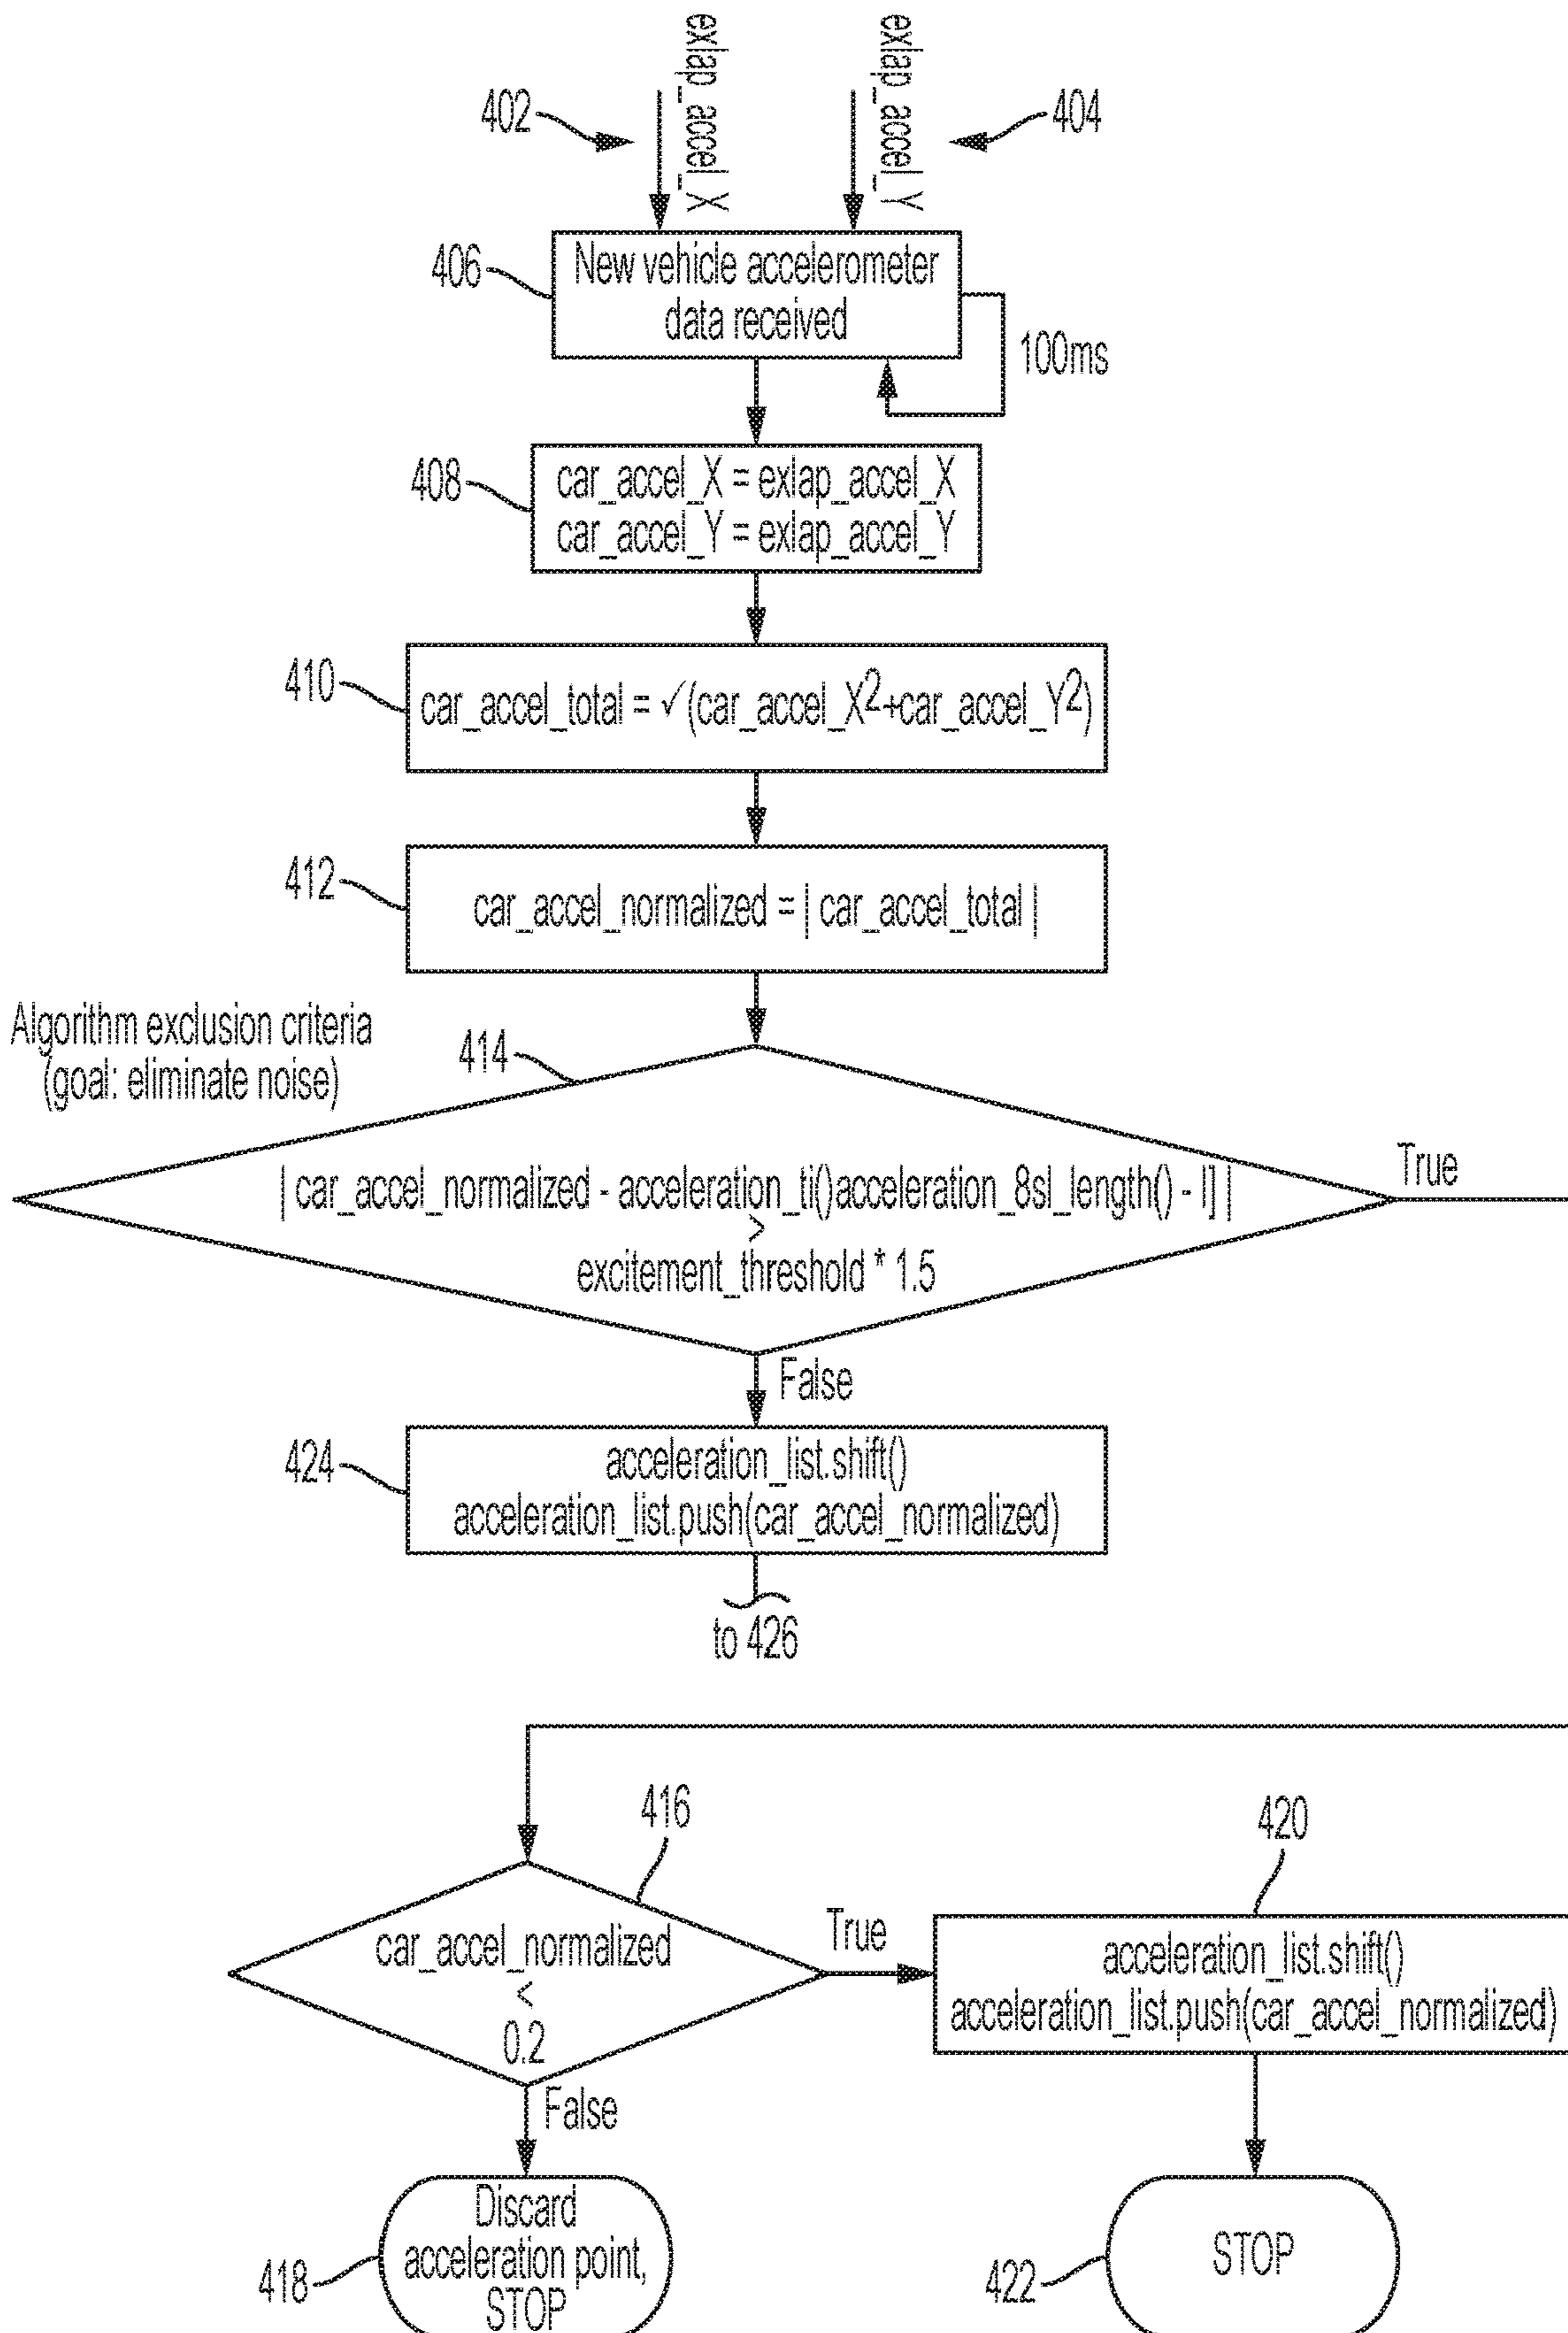 exlap_accel_X
exlap_accel_Y
402
404
406
New vehicle accelerometer
data received
100ms
408
car_accel_X = exlap_accel_X
car_accel_Y = exlap_accel_Y
410
car_accel_total = √(car_accel_X²+car_accel_Y²)
412
car_accel_normalized = | car_accel_total |
Algorithm exclusion criteria
(goal: eliminate noise)
414
| car_accel_normalized - acceleration_ti()acceleration_8sl_length() - l] |
>
excitement_threshold * 1.5
True
False
424
acceleration_list.shift()
acceleration_list.push(car_accel_normalized)
to 426
416
car_accel_normalized
<
0.2
True
420
acceleration_list.shift()
acceleration_list.push(car_accel_normalized)
False
418
Discard
acceleration point,
STOP
422
STOP